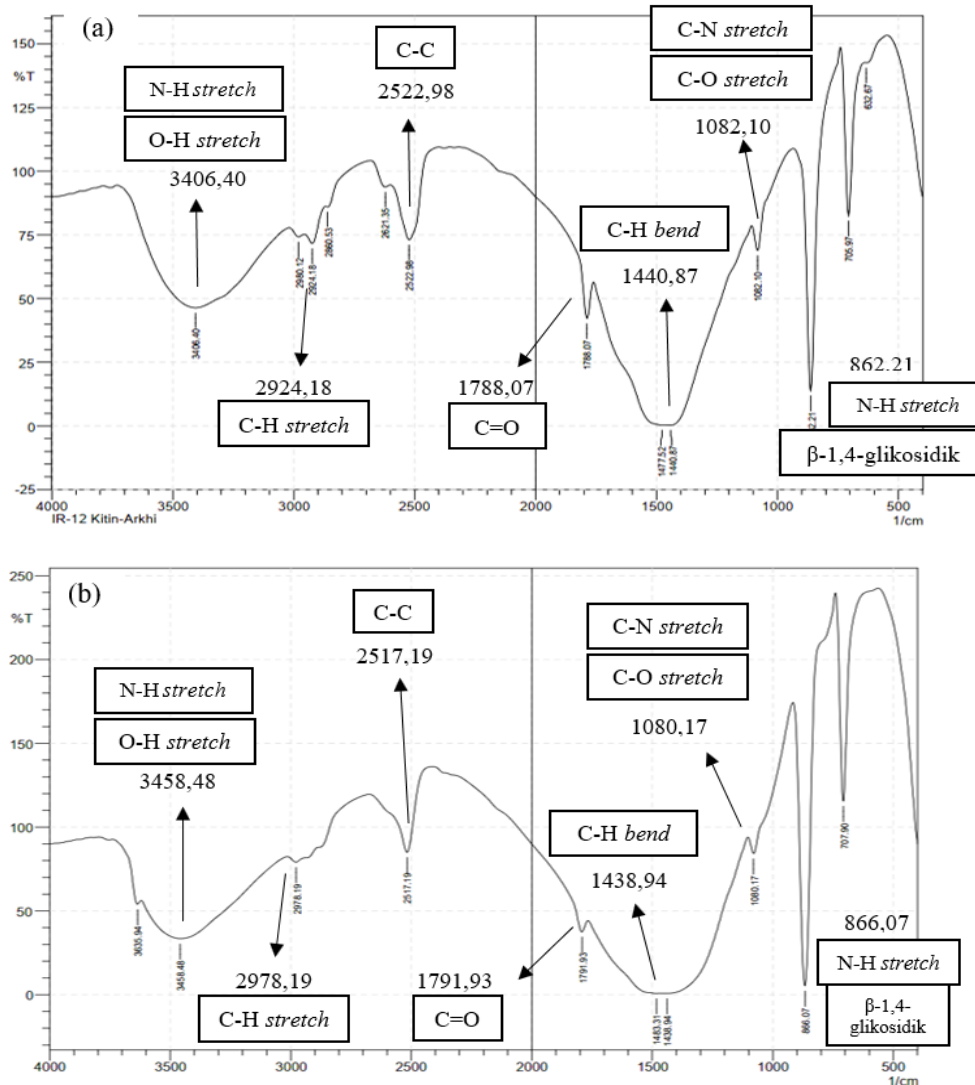 (a)
%T
150
125
100
75
50
25
0
-25
N-H stretch
O-H stretch
3406,40
C-C
2522,98
C-N stretch
C-O stretch
1082,10
C-H bend
1440,87
2924,18
C-H stretch
1788,07
C=O
862,21
N-H stretch
β-1,4-glikosidik
3406.40
2980.12
2924.18
2860.53
2621.35
2522.98
1788.07
1477.52
1440.87
1082.10
2.21
705.97
632.67
4000 3500 3000 2500 2000 1500 1000 500
IR-12 Kitin-Arkhi
1/cm
(b)
%T
250
200
150
100
50
0
N-H stretch
O-H stretch
3458,48
C-C
2517,19
C-N stretch
C-O stretch
1080,17
C-H bend
1438,94
2978,19
C-H stretch
1791,93
C=O
866,07
N-H stretch
β-1,4-
glikosidik
3635.94
3458.48
2978.19
2517.19
1791.93
1483.31
1438.94
1080.17
866.07
707.90
4000 3500 3000 2500 2000 1500 1000 500
1/cm